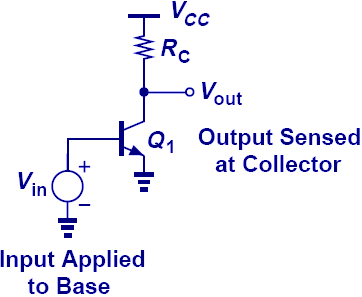 VCC
RC
Vout
Q1
Output Sensed
at Collector
Vin
+
−
Input Applied
to Base